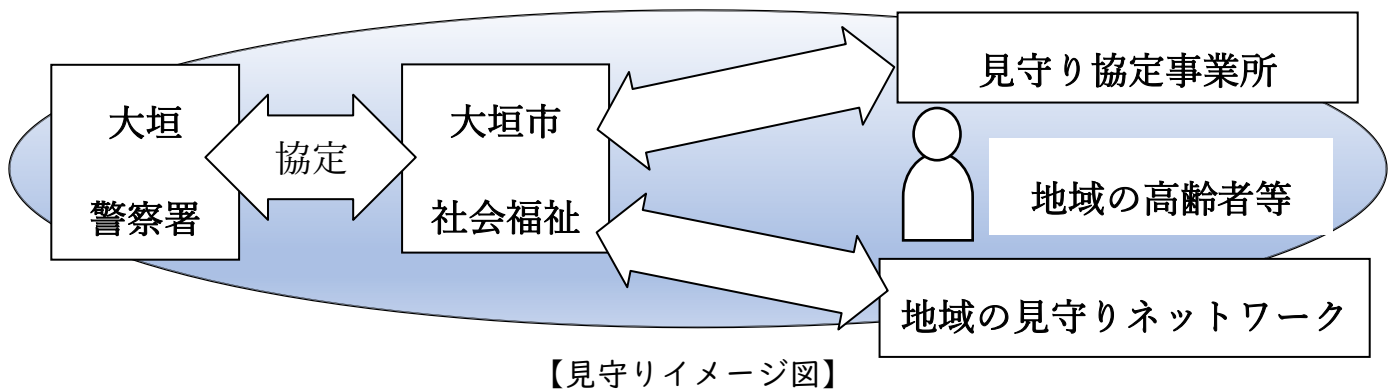 大垣
警察署
協定
大垣市
社会福祉
見守り協定事業所
地域の高齢者等
地域の見守りネットワーク
【見守りイメージ図】